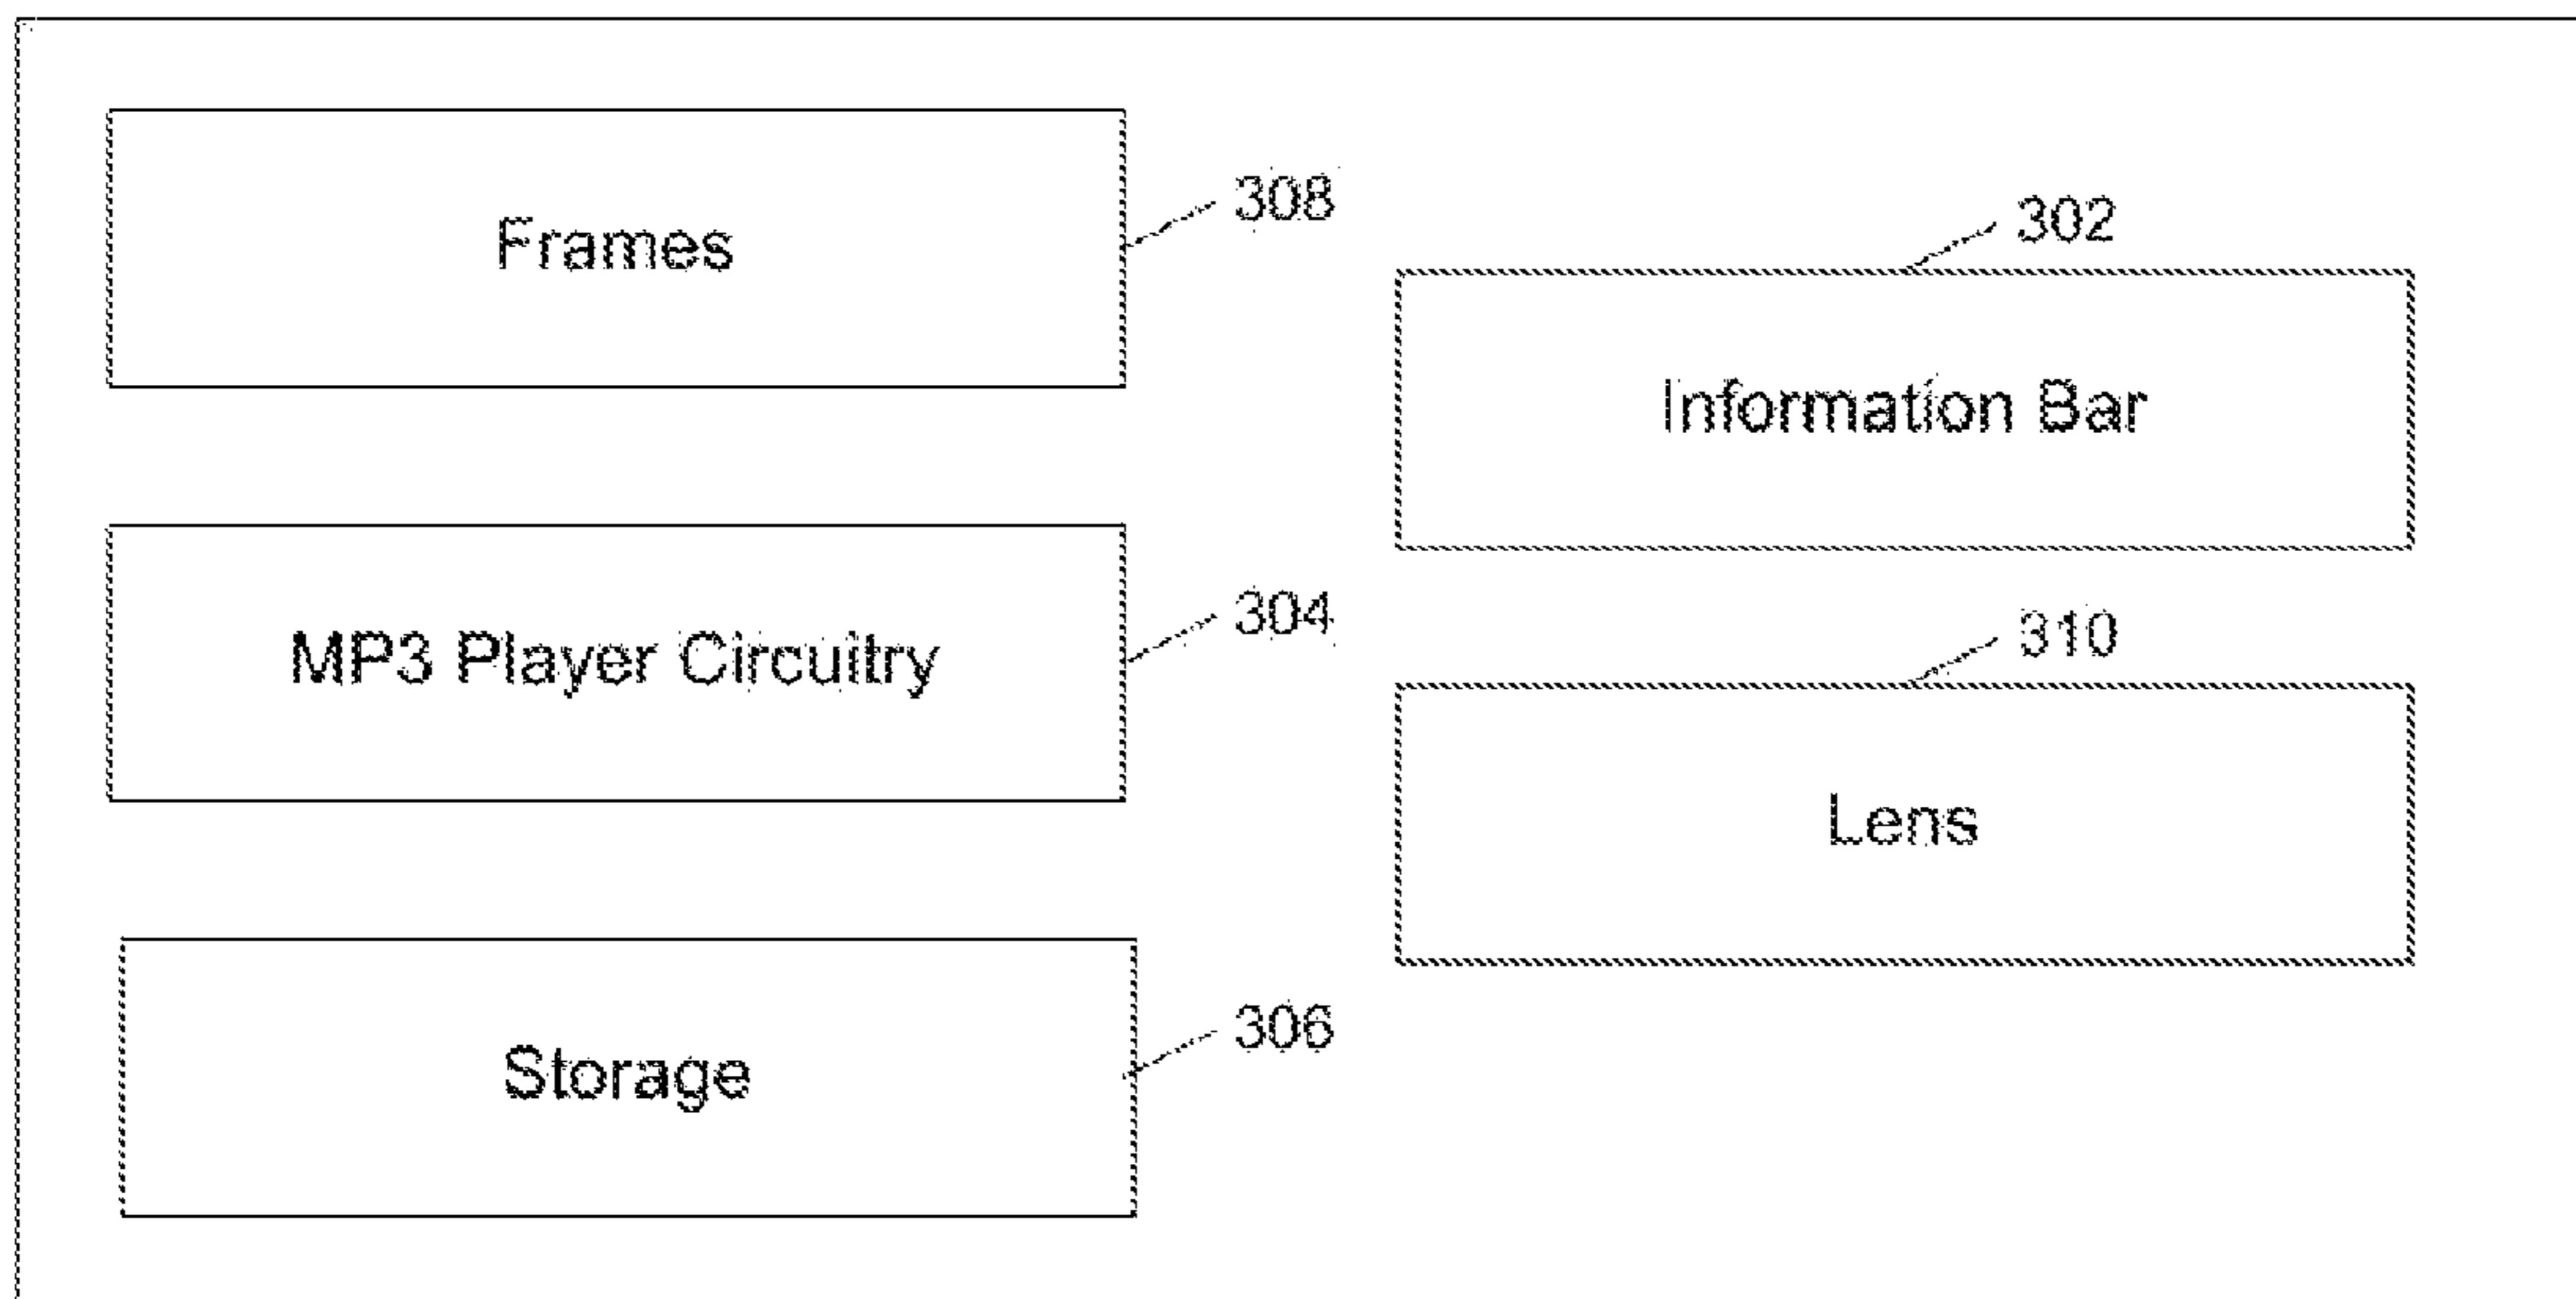 Frames
308
302
Information Bar
MP3 Player Circuitry
304
310
Lens
Storage
306